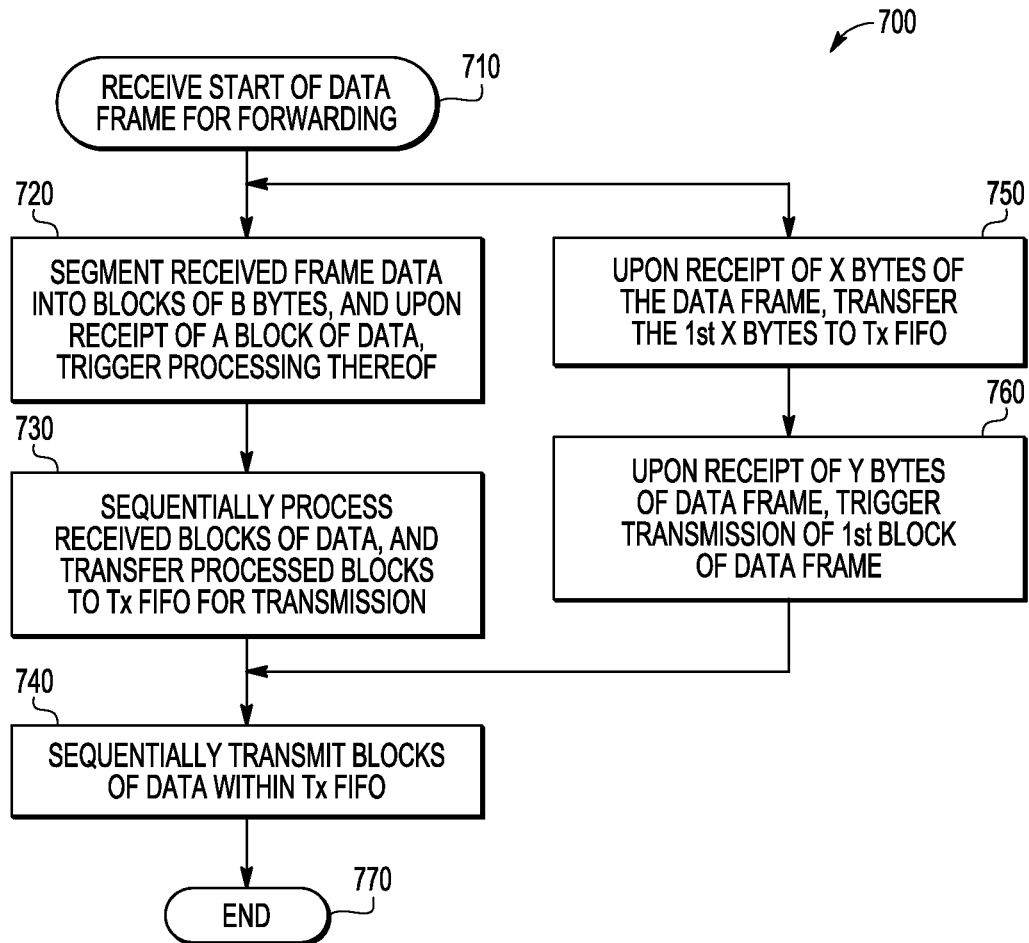 700
RECEIVE START OF DATA
FRAME FOR FORWARDING
710
720
SEGMENT RECEIVED FRAME DATA
INTO BLOCKS OF B BYTES, AND UPON
RECEIPT OF A BLOCK OF DATA,
TRIGGER PROCESSING THEREOF
750
UPON RECEIPT OF X BYTES OF
THE DATA FRAME, TRANSFER
THE 1st X BYTES TO Tx FIFO
730
SEQUENTIALLY PROCESS
RECEIVED BLOCKS OF DATA, AND
TRANSFER PROCESSED BLOCKS
TO Tx FIFO FOR TRANSMISSION
760
UPON RECEIPT OF Y BYTES
OF DATA FRAME, TRIGGER
TRANSMISSION OF 1st BLOCK
OF DATA FRAME
740
SEQUENTIALLY TRANSMIT BLOCKS
OF DATA WITHIN Tx FIFO
END
770